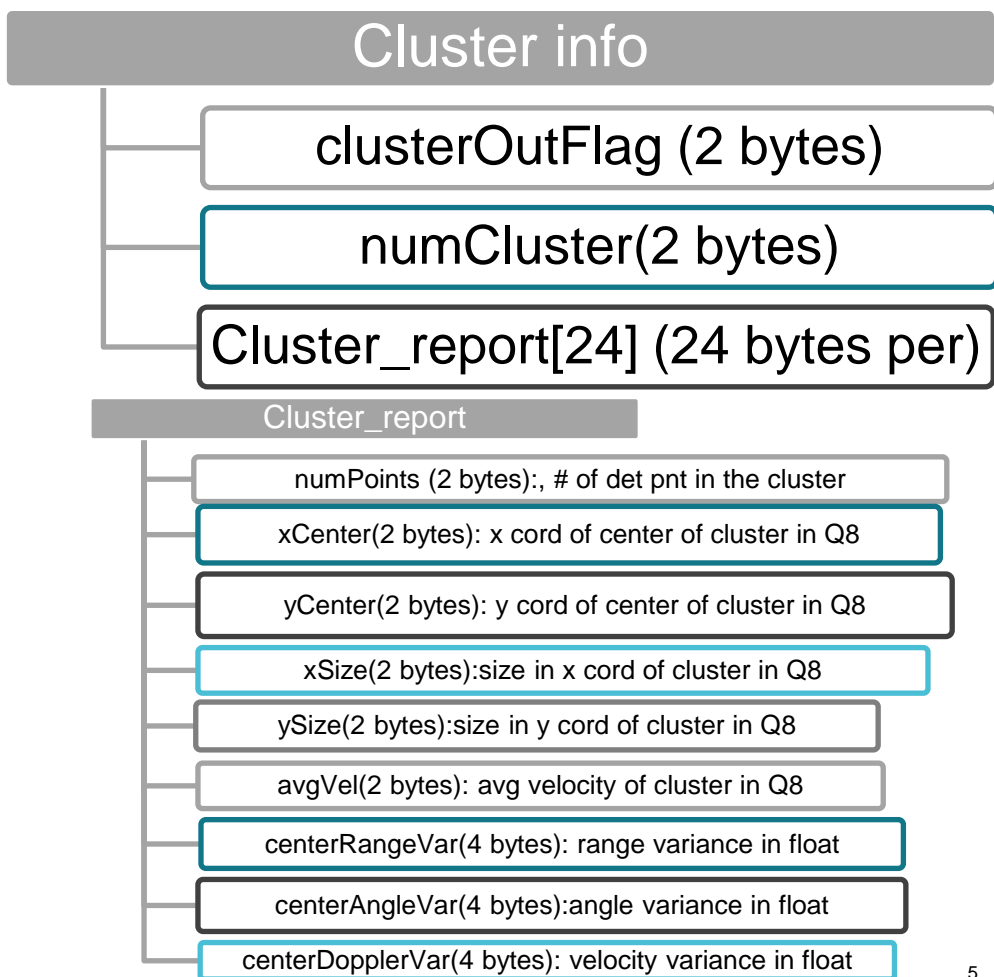 Cluster info
clusterOutFlag (2 bytes)
numCluster(2 bytes)
Cluster_report[24] (24 bytes per)
Cluster_report
numPoints (2 bytes):, # of det pnt in the cluster
xCenter(2 bytes): x cord of center of cluster in Q8
yCenter(2 bytes): y cord of center of cluster in Q8
xSize(2 bytes):size in x cord of cluster in Q8
ySize(2 bytes):size in y cord of cluster in Q8
avgVel(2 bytes): avg velocity of cluster in Q8
centerRangeVar(4 bytes): range variance in float
centerAngleVar(4 bytes):angle variance in float
centerDopplerVar(4 bytes): velocity variance in float
5